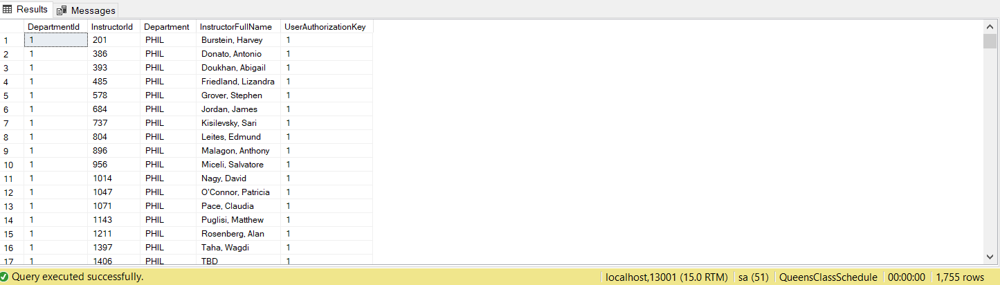 Results Messages
DepartmentId InstructorId Department InstructorFullName UserAuthorizationKey
1 1 201 PHIL Burstein, Harvey 1
2 1 386 PHIL Donato, Antonio 1
3 1 393 PHIL Doukhan, Abigail 1
4 1 485 PHIL Friedland, Lizandra 1
5 1 578 PHIL Grover, Stephen 1
6 1 684 PHIL Jordan, James 1
7 1 737 PHIL Kisilevsky, Sari 1
8 1 804 PHIL Leites, Edmund 1
9 1 896 PHIL Malagon, Anthony 1
10 1 956 PHIL Miceli, Salvatore 1
11 1 1014 PHIL Nagy, David 1
12 1 1047 PHIL O'Connor, Patricia 1
13 1 1071 PHIL Pace, Claudia 1
14 1 1143 PHIL Puglisi, Matthew 1
15 1 1211 PHIL Rosenberg, Alan 1
16 1 1397 PHIL Taha, Wagdi 1
17 1 1406 PHIL TBD 1
Query executed successfully. localhost,13001 (15.0 RTM) sa (51) QueensClassSchedule 00:00:00 1,755 rows